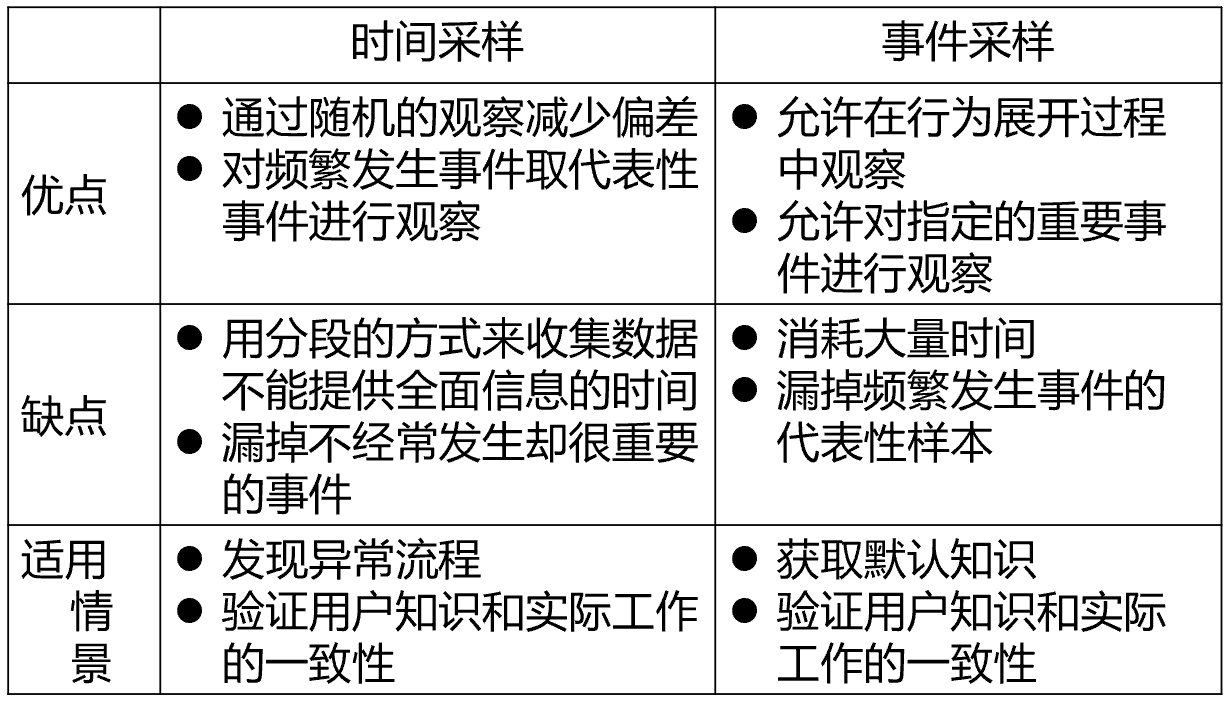 时间采样
事件采样
优点
● 通过随机的观察减少偏差
● 对频繁发生事件取代表性
事件进行观察
● 允许在行为展开过程
中观察
● 允许对指定的重要事
件进行观察
缺点
● 用分段的方式来收集数据
不能提供全面信息的时间
● 漏掉不经常发生却很重要
的事件
● 消耗大量时间
● 漏掉频繁发生事件的
代表性样本
适用
情
景
● 发现异常流程
● 验证用户知识和实际工作
的一致性
● 获取默认知识
● 验证用户知识和实际
工作的一致性